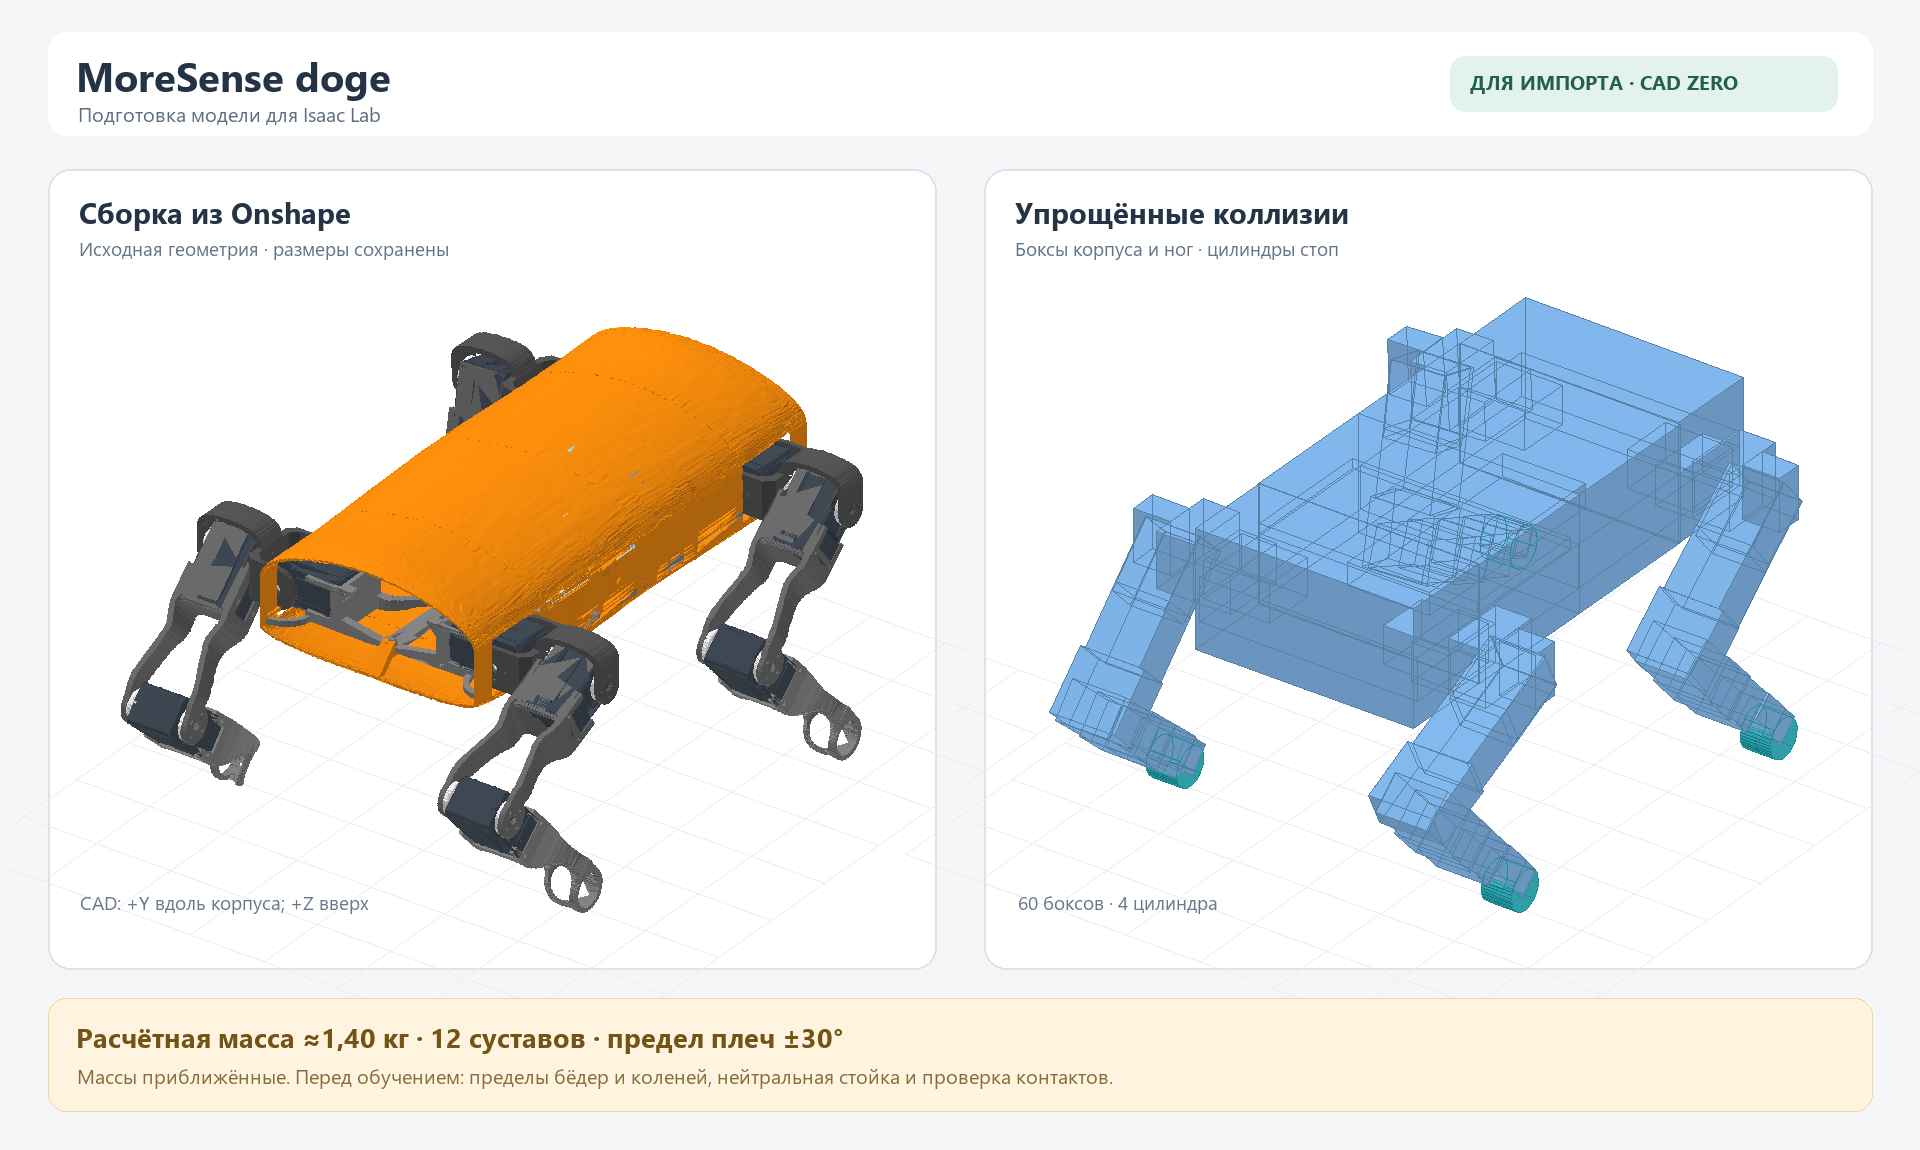 MoreSense doge
Подготовка модели для Isaac Lab
ДЛЯ ИМПОРТА · CAD ZERO
Сборка из Onshape
Исходная геометрия · размеры сохранены
CAD: +Y вдоль корпуса; +Z вверх
Упрощённые коллизии
Боксы корпуса и ног · цилиндры стоп
60 боксов · 4 цилиндра
Расчётная масса ≈1,40 кг · 12 суставов · предел плеч ±30°
Массы приближённые. Перед обучением: пределы бёдер и коленей, нейтральная стойка и проверка контактов.